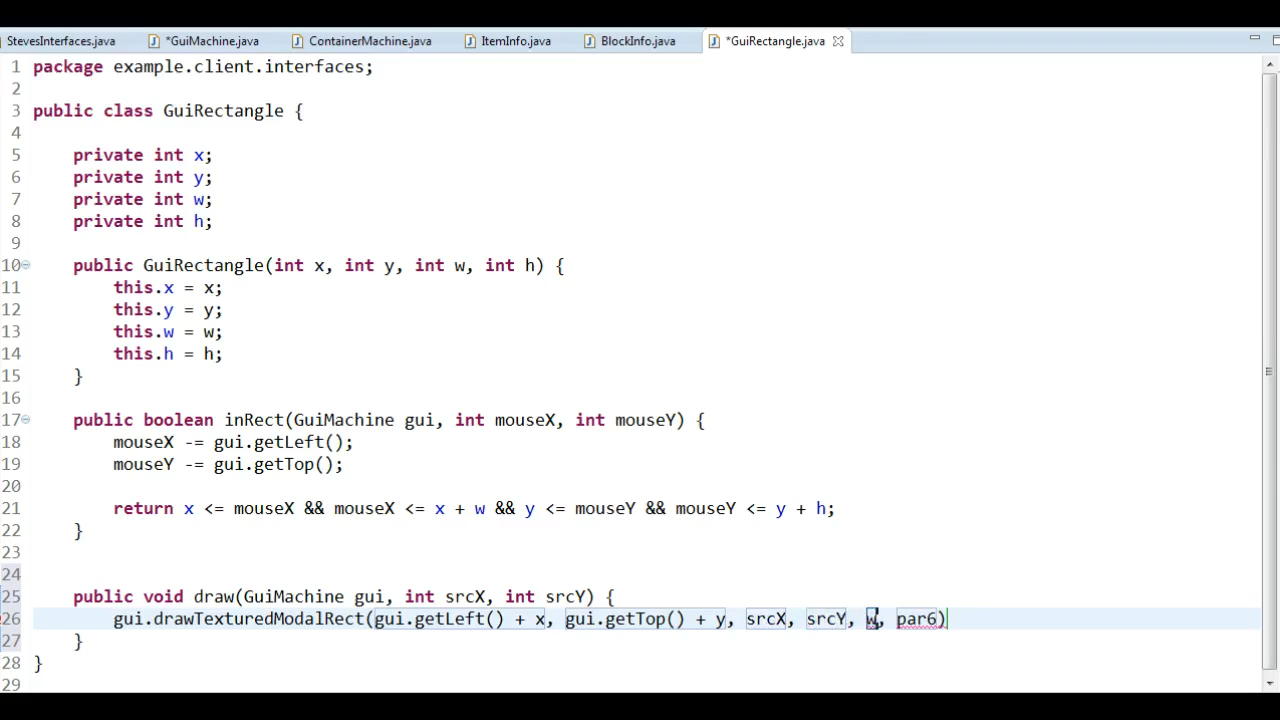 StevesInterfaces.java *GuiMachine.java ContainerMachine.java ItemInfo.java BlockInfo.java *GuiRectangle.java
1 package example.client.interfaces;
2
3 public class GuiRectangle {
4
5 private int x;
6 private int y;
7 private int w;
8 private int h;
9
10 public GuiRectangle(int x, int y, int w, int h) {
11 this.x = x;
12 this.y = y;
13 this.w = w;
14 this.h = h;
15 }
16
17 public boolean inRect(GuiMachine gui, int mouseX, int mouseY) {
18 mouseX -= gui.getLeft();
19 mouseY -= gui.getTop();
20
21 return x <= mouseX && mouseX <= x + w && y <= mouseY && mouseY <= y + h;
22 }
23
24
25 public void draw(GuiMachine gui, int srcX, int srcY) {
26 gui.drawTexturedModalRect(gui.getLeft() + x, gui.getTop() + y, srcX, srcY, w, par6)
27 }
28 }
29